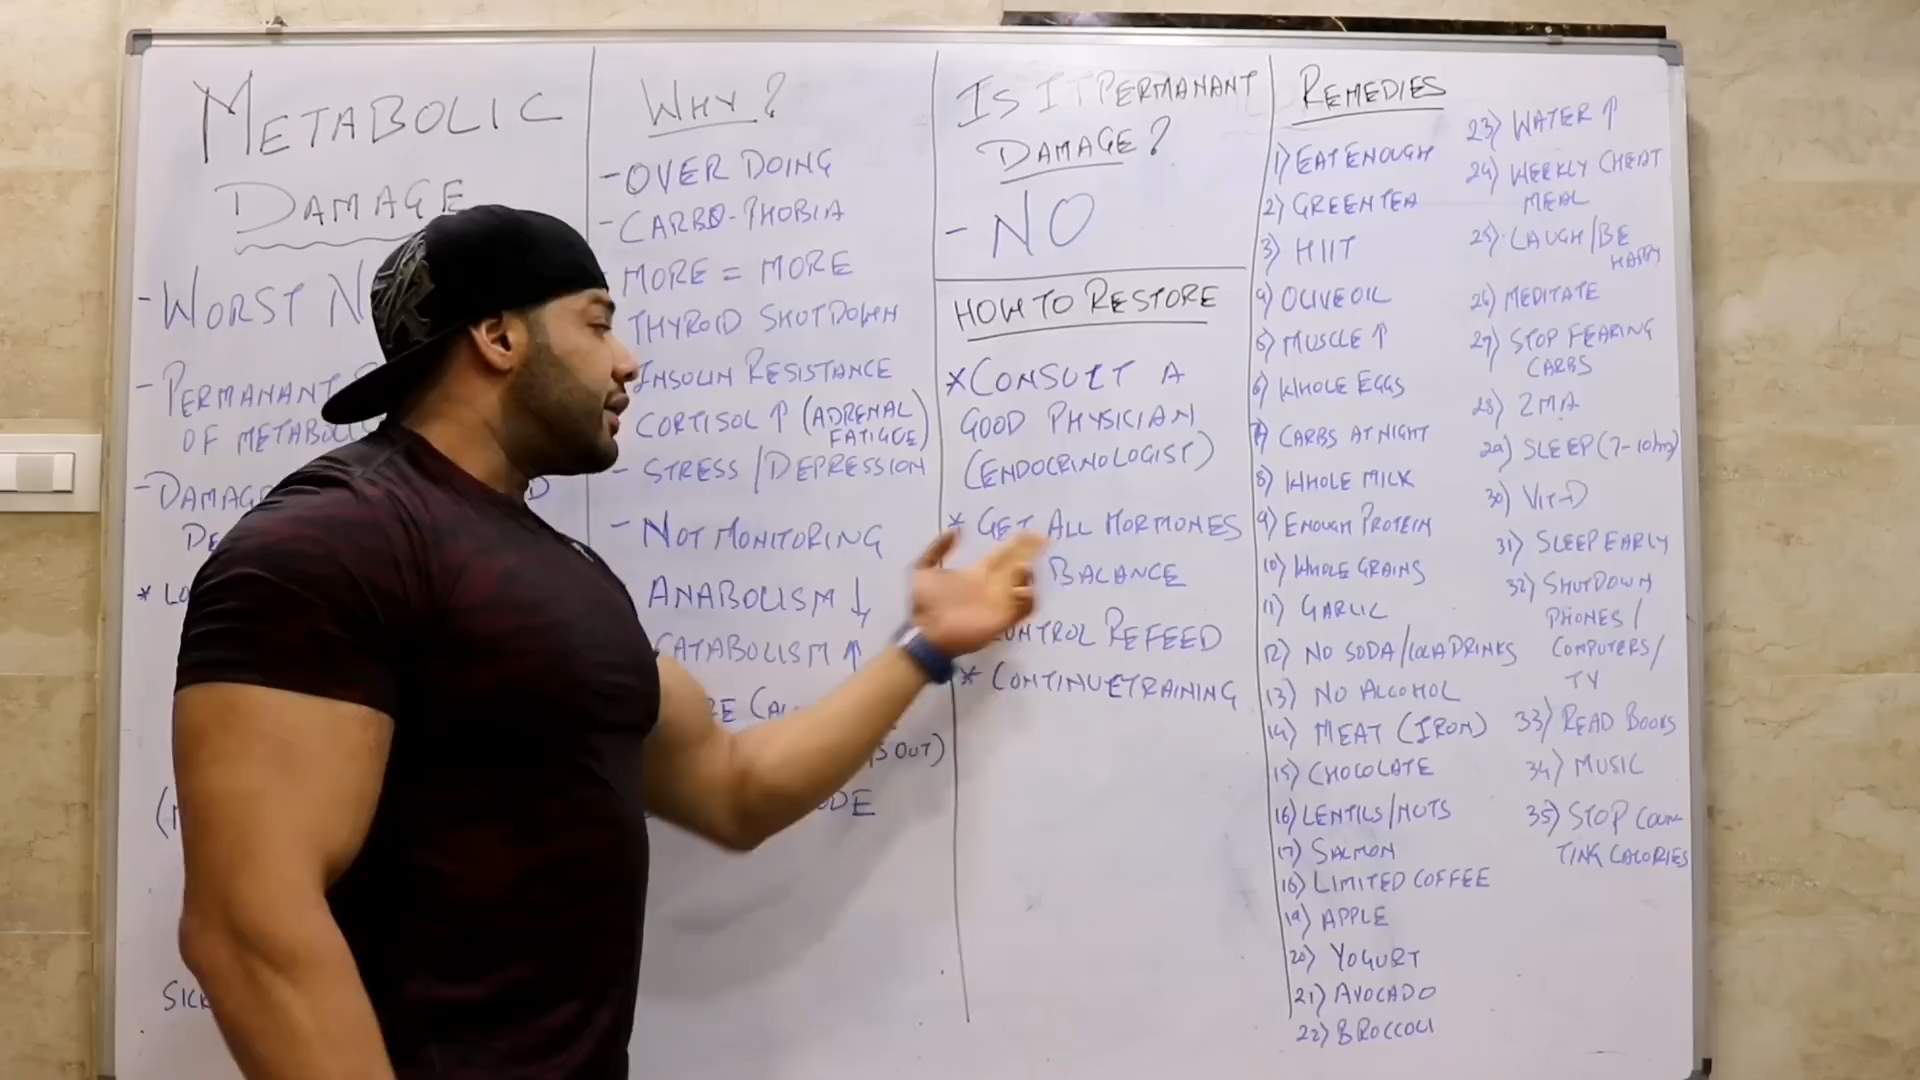 METABOLIC
DAMAGE
- WORST
- PERMANANT
OF
- DAMAGE
*
SICK
WHY?
- OVER DOING
- CARBO-PHOBIA
MORE = MORE
THYROID SHUTDOWN
INSULIN RESISTANCE
CORTISOL ↑ (ADRENAL
FATIGUE)
- STRESS / DEPRESSION
- NOT MONITORING
ANABOLISM ↓
CATABOLISM ↑
OUT)
IS IT PERMANANT
DAMAGE?
- NO
HOW TO RESTORE
* CONSULT A
GOOD PHYSICIAN
(ENDOCRINOLOGIST)
* GET ALL HORMONES
BALANCE
CONTROL REFEED
* CONTINUE TRAINING
REMEDIES
1) EAT ENOUGH
2) GREEN TEA
3) HIIT
4) OLIVE OIL
5) MUSCLE ↑
6) WHOLE EGGS
7) CARBS AT NIGHT
8) WHOLE MILK
9) ENOUGH PROTEIN
10) WHOLE GRAINS
11) GARLIC
12) NO SODA/COLA DRINKS
13) NO ALCOHOL
14) MEAT (IRON)
15) CHOCOLATE
16) LENTILS/NUTS
17) SALMON
18) LIMITED COFFEE
19) APPLE
20) YOGURT
21) AVOCADO
22) BROCCOLI
23) WATER ↑
24) WEEKLY CHEAT
MEAL
25) LAUGH/BE
HAPPY
26) MEDITATE
27) STOP FEARING
CARBS
28) ZMA
29) SLEEP (7-10hrs)
30) VIT-D
31) SLEEP EARLY
32) SHUTDOWN
PHONES/
COMPUTERS/
TV
33) READ BOOKS
34) MUSIC
35) STOP COUN-
TING CALORIES